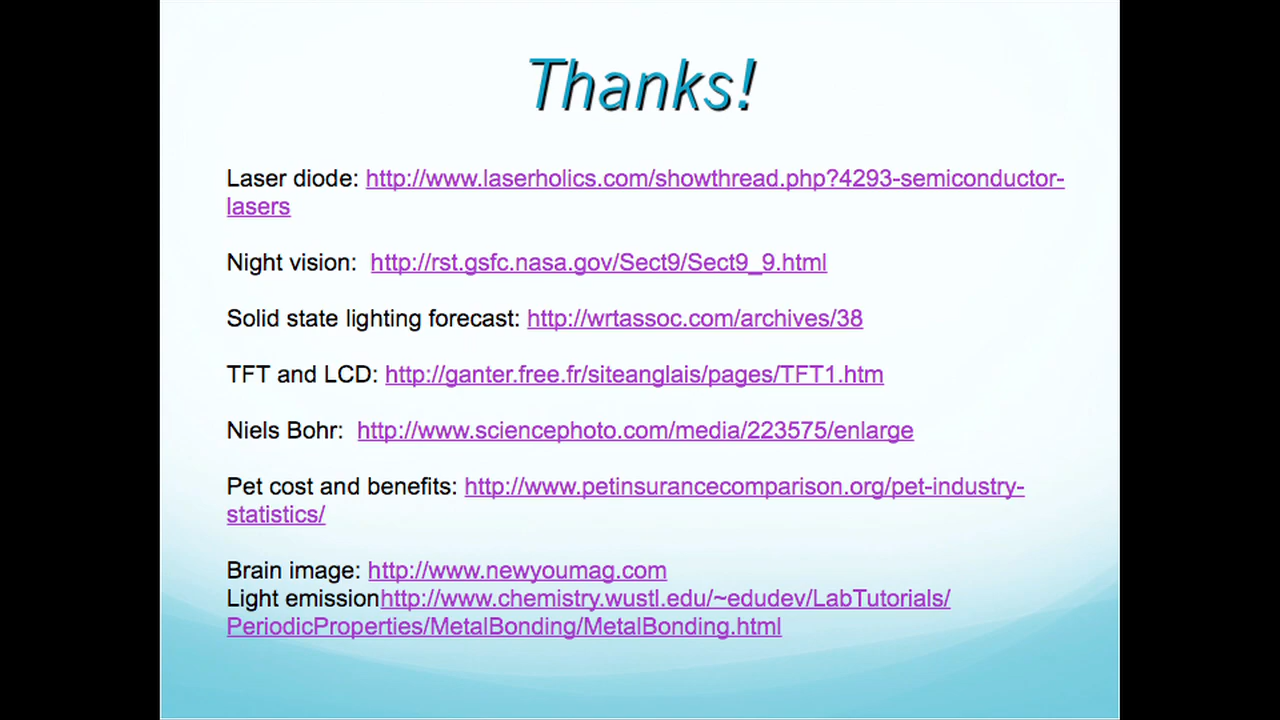 Thanks!
Laser diode: http://www.laserholics.com/showthread.php?4293-semiconductor-
lasers
Night vision:  http://rst.gsfc.nasa.gov/Sect9/Sect9_9.html
Solid state lighting forecast: http://wrtassoc.com/archives/38
TFT and LCD: http://ganter.free.fr/siteanglais/pages/TFT1.htm
Niels Bohr:  http://www.sciencephoto.com/media/223575/enlarge
Pet cost and benefits: http://www.petinsurancecomparison.org/pet-industry-
statistics/
Brain image: http://www.newyoumag.com
Light emissionhttp://www.chemistry.wustl.edu/~edudev/LabTutorials/
PeriodicProperties/MetalBonding/MetalBonding.html